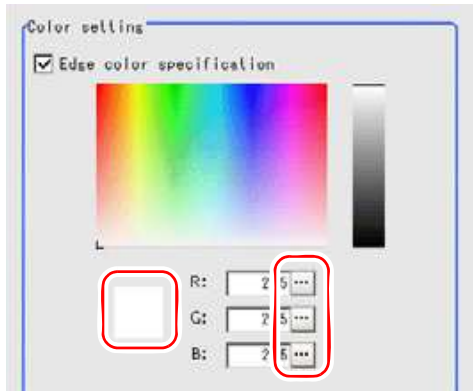 Color setting
Edge color specification
R:
...
G:
...
B:
...